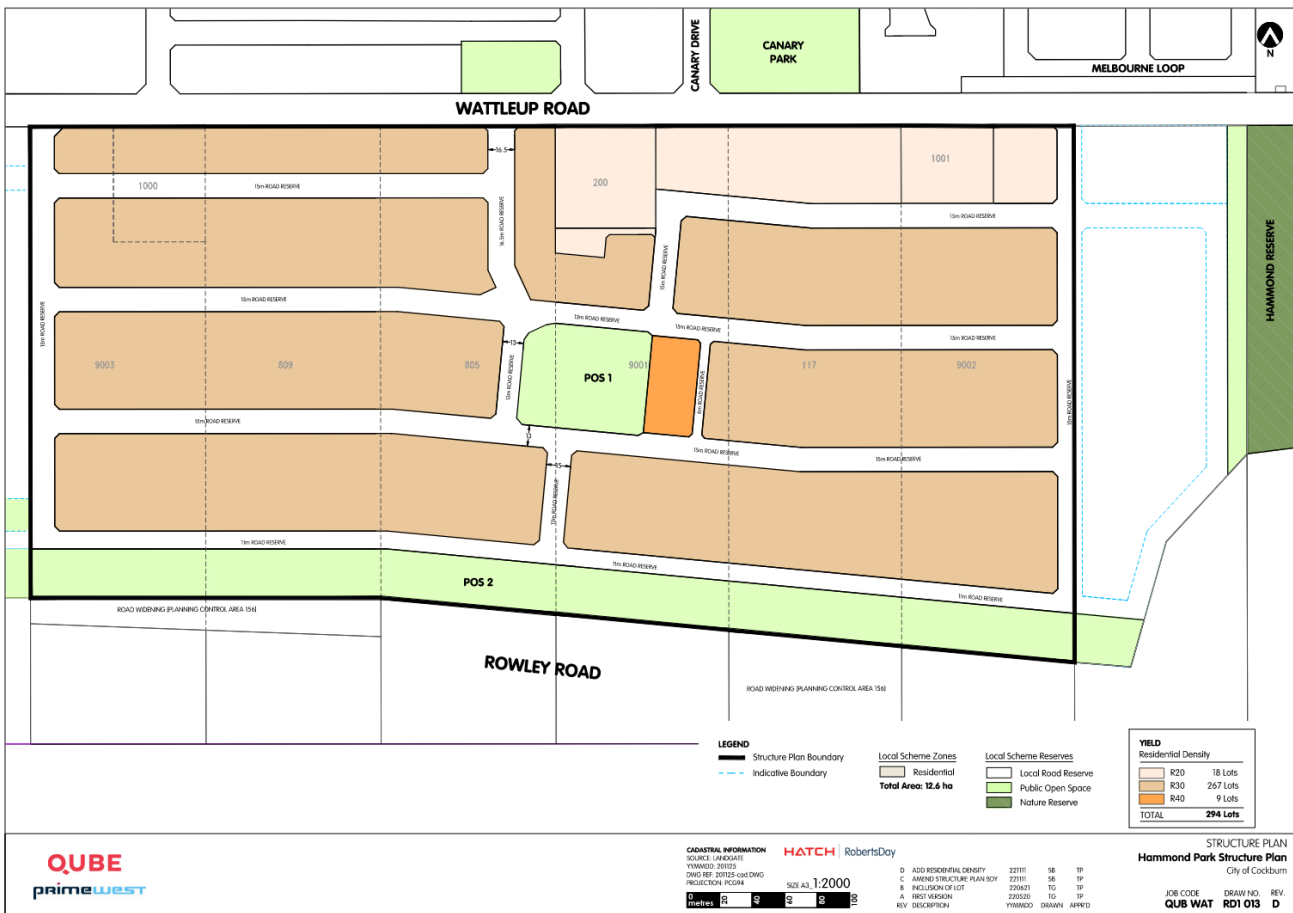 CANARY DRIVE
CANARY
PARK
N
MELBOURNE LOOP
WATTLEUP ROAD
16.5
1000
15m ROAD RESERVE
200
1001
16.5m ROAD RESERVE
15m ROAD RESERVE
15m ROAD RESERVE
HAMMOND RESERVE
15m ROAD RESERVE
15m ROAD RESERVE
13m ROAD RESERVE
15m ROAD RESERVE
15m ROAD RESERVE
13
9003
809
805
13m ROAD RESERVE
POS 1
9001
6m ROAD RESERVE
117
9002
15m ROAD RESERVE
15m ROAD RESERVE
13
15m ROAD RESERVE
15m ROAD RESERVE
15
15m ROAD RESERVE
11m ROAD RESERVE
11m ROAD RESERVE
POS 2
11m ROAD RESERVE
ROAD WIDENING (PLANNING CONTROL AREA 156)
ROWLEY ROAD
ROAD WIDENING (PLANNING CONTROL AREA 156)
LEGEND
Structure Plan Boundary
Indicative Boundary
Local Scheme Zones
Residential
Total Area: 12.6 ha
Local Scheme Reserves
Local Road Reserve
Public Open Space
Nature Reserve
YIELD
Residential Density
R20 18 Lots
R30 267 Lots
R40 9 Lots
TOTAL 294 Lots
QUBE
primewest
CADASTRAL INFORMATION
SOURCE: LANDGATE
YYMMDD: 201125
DWG REF: 201125-cad.DWG
PROJECTION: PCG94
SIZE A3_1:2000
0 20 40 60 80 100
metres
HATCH RobertsDay
D ADD RESIDENTIAL DENSITY 221111 SB TP
C AMEND STRUCTURE PLAN BDY 221111 SB TP
B INCLUSION OF LOT 220621 TG TP
A FIRST VERSION 220520 TG TP
REV DESCRIPTION YYMMDD DRAWN APPR'D
STRUCTURE PLAN
Hammond Park Structure Plan
City of Cockburn
JOB CODE DRAW NO. REV.
QUB WAT RD1 013 D